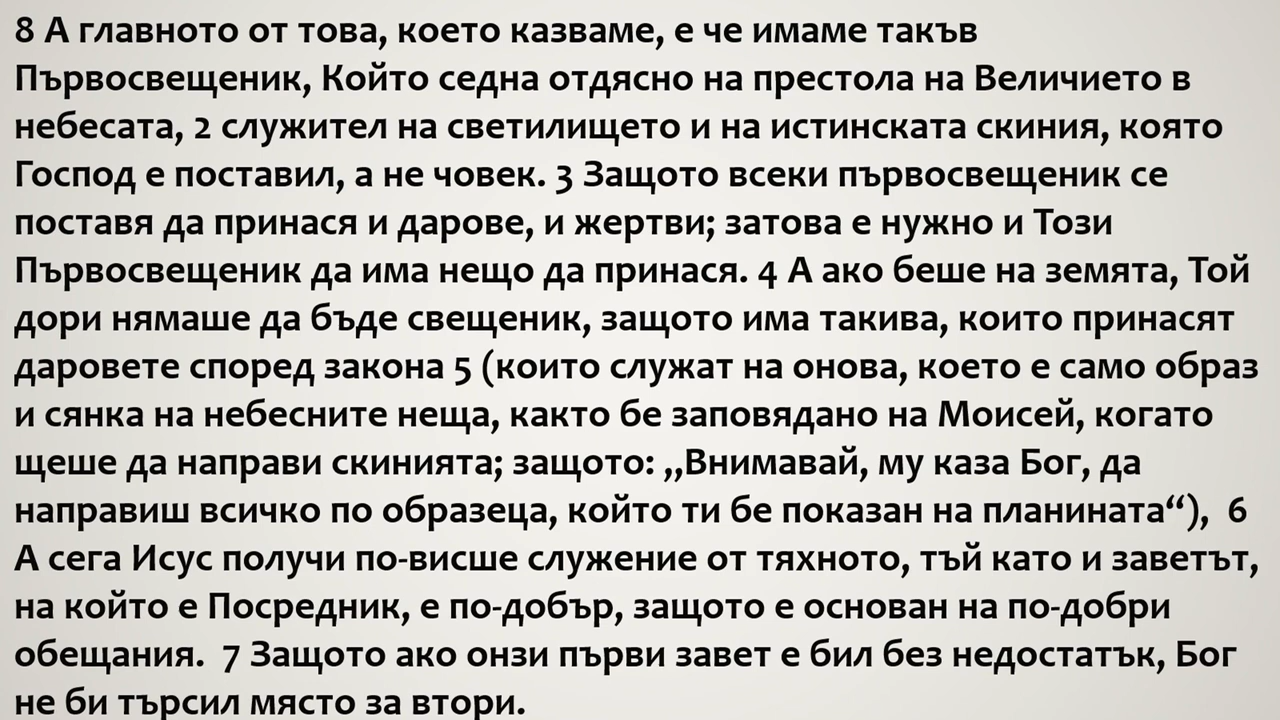 8 А главното от това, което казваме, е че имаме такъв
Първосвещеник, Който седна отдясно на престола на Величието в
небесата, 2 служител на светилището и на истинската скиния, която
Господ е поставил, а не човек. 3 Защото всеки първосвещеник се
поставя да принася и дарове, и жертви; затова е нужно и Този
Първосвещеник да има нещо да принася. 4 А ако беше на земята, Той
дори нямаше да бъде свещеник, защото има такива, които принасят
даровете според закона 5 (които служат на онова, което е само образ
и сянка на небесните неща, както бе заповядано на Моисей, когато
щеше да направи скинията; защото: „Внимавай, му каза Бог, да
направиш всичко по образеца, който ти бе показан на планината“),  6
А сега Исус получи по-висше служение от тяхното, тъй като и заветът,
на който е Посредник, е по-добър, защото е основан на по-добри
обещания.  7 Защото ако онзи първи завет е бил без недостатък, Бог
не би търсил място за втори.